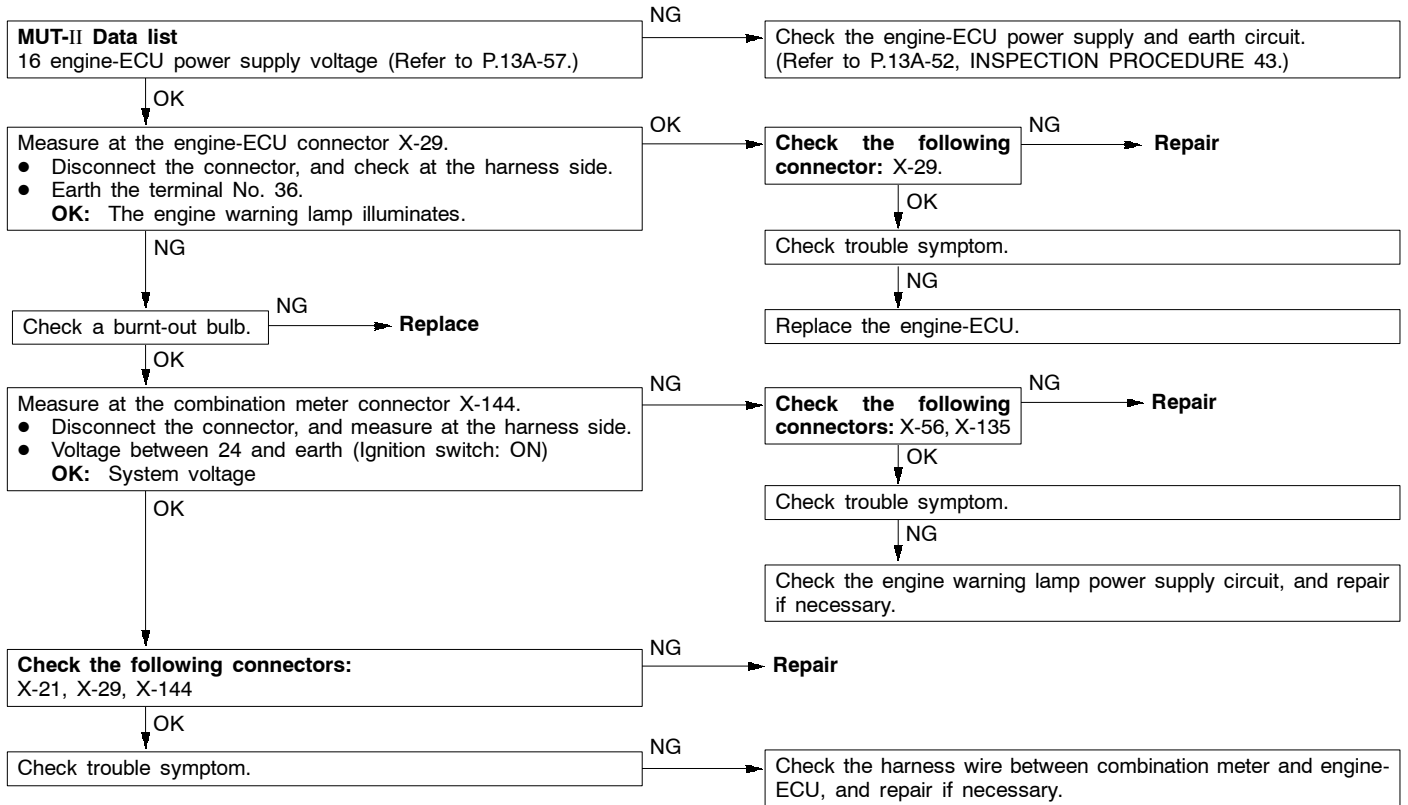 MUT-II Data list
16 engine-ECU power supply voltage (Refer to P.13A-57.)
NG
Check the engine-ECU power supply and earth circuit.
(Refer to P.13A-52, INSPECTION PROCEDURE 43.)
OK
Measure at the engine-ECU connector X-29.
● Disconnect the connector, and check at the harness side.
● Earth the terminal No. 36.
OK: The engine warning lamp illuminates.
OK
Check the following
connector: X-29.
NG
Repair
OK
Check trouble symptom.
NG
Replace the engine-ECU.
NG
Check a burnt-out bulb.
NG
Replace
OK
Measure at the combination meter connector X-144.
● Disconnect the connector, and measure at the harness side.
● Voltage between 24 and earth (Ignition switch: ON)
OK: System voltage
NG
Check the following
connectors: X-56, X-135
NG
Repair
OK
Check trouble symptom.
NG
Check the engine warning lamp power supply circuit, and repair
if necessary.
OK
Check the following connectors:
X-21, X-29, X-144
NG
Repair
OK
Check trouble symptom.
NG
Check the harness wire between combination meter and engine-
ECU, and repair if necessary.